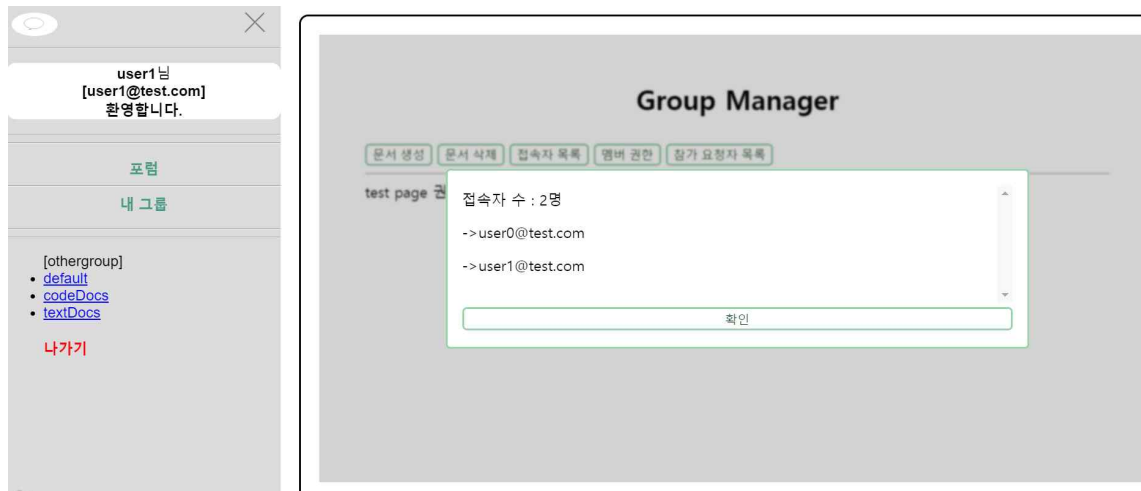 user1님
[user1@test.com]
환영합니다.
포럼
내 그룹
[othergroup]
default
codeDocs
textDocs
나가기
Group Manager
문서 생성 문서 삭제 접속자 목록 멤버 권한 참가 요청자 목록
test page 권
접속자 수 : 2명
->user0@test.com
->user1@test.com
확인